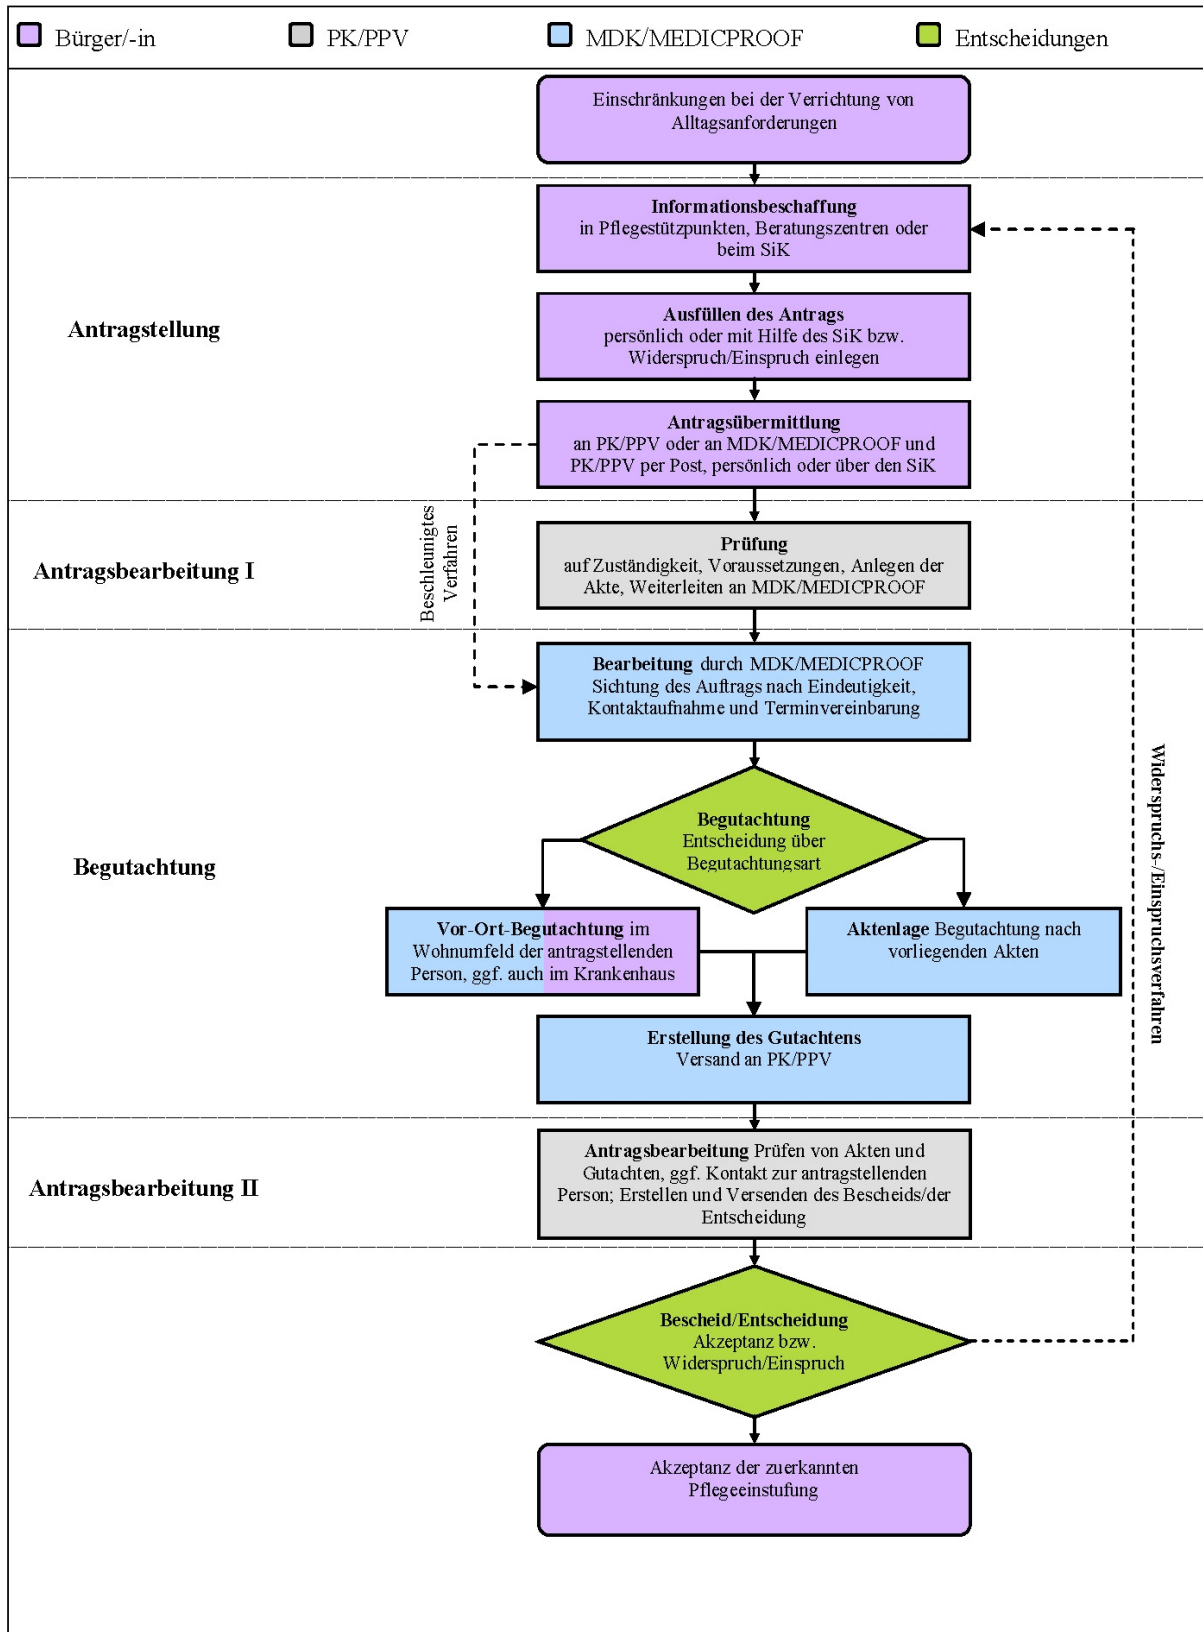 Bürger/-in
PK/PPV
MDK/MEDICPROOF
Entscheidungen
Einschränkungen bei der Verrichtung von
Alltagsanforderungen
Antragstellung
Informationsbeschaffung
in Pflegestützpunkten, Beratungszentren oder
beim SiK
Ausfüllen des Antrags
persönlich oder mit Hilfe des SiK bzw.
Widerspruch/Einspruch einlegen
Antragsübermittlung
an PK/PPV oder an MDK/MEDICPROOF und
PK/PPV per Post, persönlich oder über den SiK
Beschleunigtes
Verfahren
Antragsbearbeitung I
Prüfung
auf Zuständigkeit, Voraussetzungen, Anlegen der
Akte, Weiterleiten an MDK/MEDICPROOF
Begutachtung
Bearbeitung durch MDK/MEDICPROOF
Sichtung des Auftrags nach Eindeutigkeit,
Kontaktaufnahme und Terminvereinbarung
Begutachtung
Entscheidung über
Begutachtungsart
Vor-Ort-Begutachtung im
Wohnumfeld der antragstellenden
Person, ggf. auch im Krankenhaus
Aktenlage Begutachtung nach
vorliegenden Akten
Erstellung des Gutachtens
Versand an PK/PPV
Widerspruchs-/Einspruchsverfahren
Antragsbearbeitung II
Antragsbearbeitung Prüfen von Akten und
Gutachten, ggf. Kontakt zur antragstellenden
Person; Erstellen und Versenden des Bescheids/der
Entscheidung
Bescheid/Entscheidung
Akzeptanz bzw.
Widerspruch/Einspruch
Akzeptanz der zuerkannten
Pflegeeinstufung